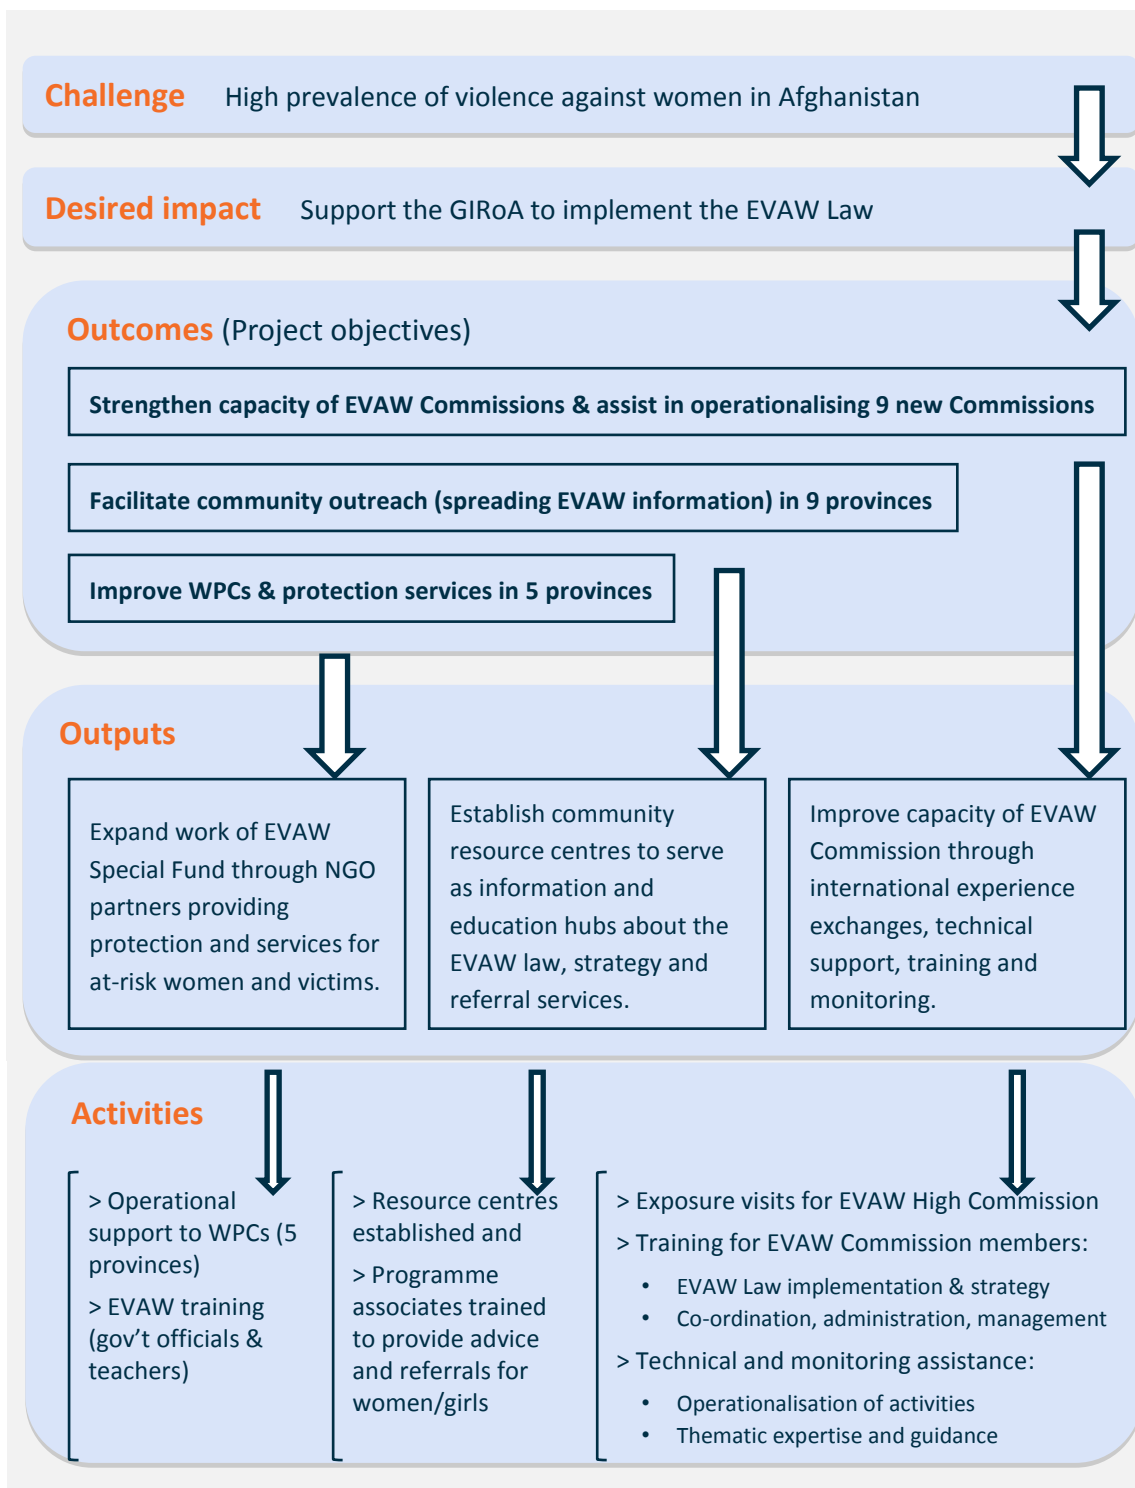 Challenge High prevalence of violence against women in Afghanistan
Desired impact Support the GIRoA to implement the EVAW Law
Outcomes (Project objectives)
Strengthen capacity of EVAW Commissions & assist in operationalising 9 new Commissions
Facilitate community outreach (spreading EVAW information) in 9 provinces
Improve WPCs & protection services in 5 provinces
Outputs
Expand work of EVAW
Special Fund through NGO
partners providing
protection and services for
at-risk women and victims.
Establish community
resource centres to serve
as information and
education hubs about the
EVAW law, strategy and
referral services.
Improve capacity of EVAW
Commission through
international experience
exchanges, technical
support, training and
monitoring.
Activities
> Operational
support to WPCs (5
provinces)
> EVAW training
(gov’t officials &
teachers)
> Resource centres
established and
> Programme
associates trained
to provide advice
and referrals for
women/girls
> Exposure visits for EVAW High Commission
> Training for EVAW Commission members:
• EVAW Law implementation & strategy
• Co-ordination, administration, management
> Technical and monitoring assistance:
• Operationalisation of activities
• Thematic expertise and guidance